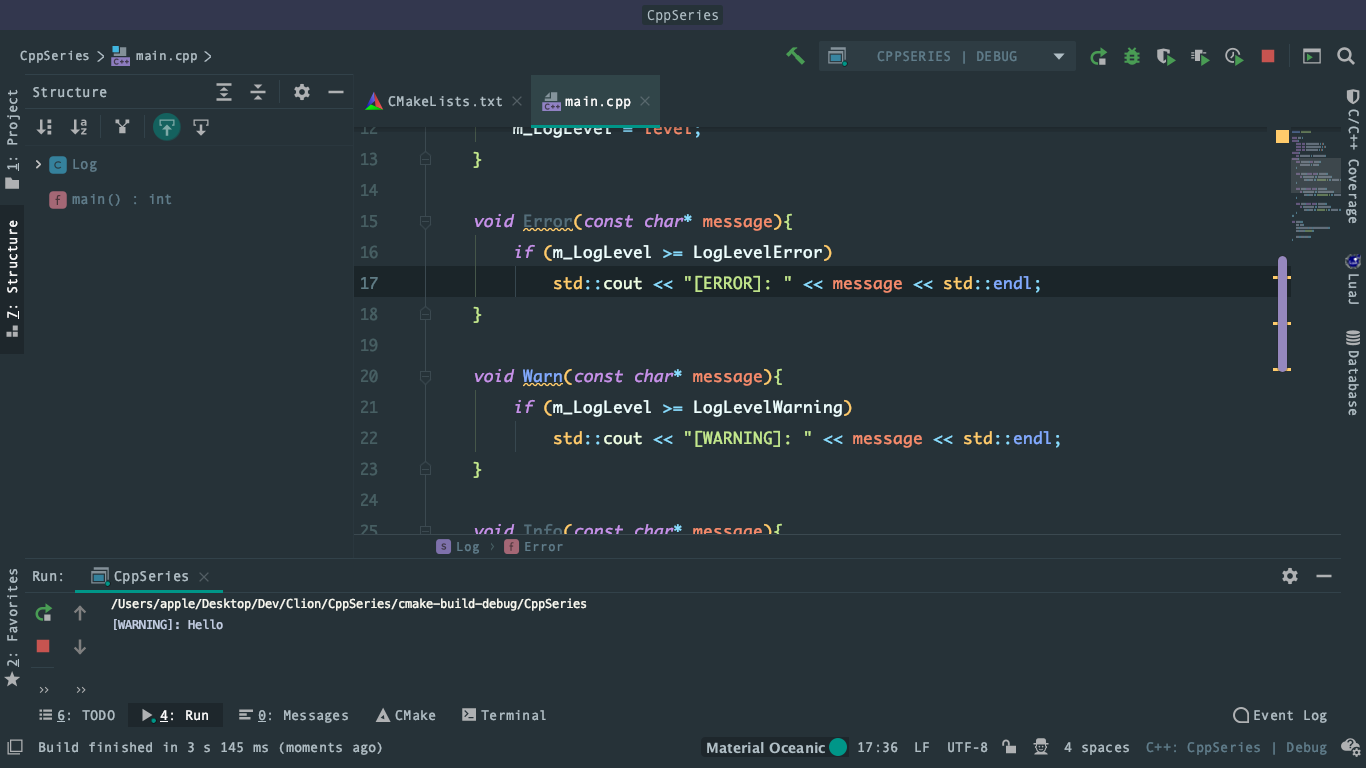 CppSeries
CppSeries > main.cpp >
CPPSERIES | DEBUG
1: Project
Z: Structure
2: Favorites
Structure
Log
main() : int
CMakeLists.txt
main.cpp
12 m_LogLevel = level;
13 }
14
15 void Error(const char* message){
16 if (m_LogLevel >= LogLevelError)
17 std::cout << "[ERROR]: " << message << std::endl;
18 }
19
20 void Warn(const char* message){
21 if (m_LogLevel >= LogLevelWarning)
22 std::cout << "[WARNING]: " << message << std::endl;
23 }
24
25 void Info(const char* message){
Log > Error
C/C++ Coverage
LuaJ
Database
Run: CppSeries
/Users/apple/Desktop/Dev/Clion/CppSeries/cmake-build-debug/CppSeries
[WARNING]: Hello
6: TODO 4: Run 0: Messages CMake Terminal Event Log
Build finished in 3 s 145 ms (moments ago) Material Oceanic 17:36 LF UTF-8 4 spaces C++: CppSeries | Debug